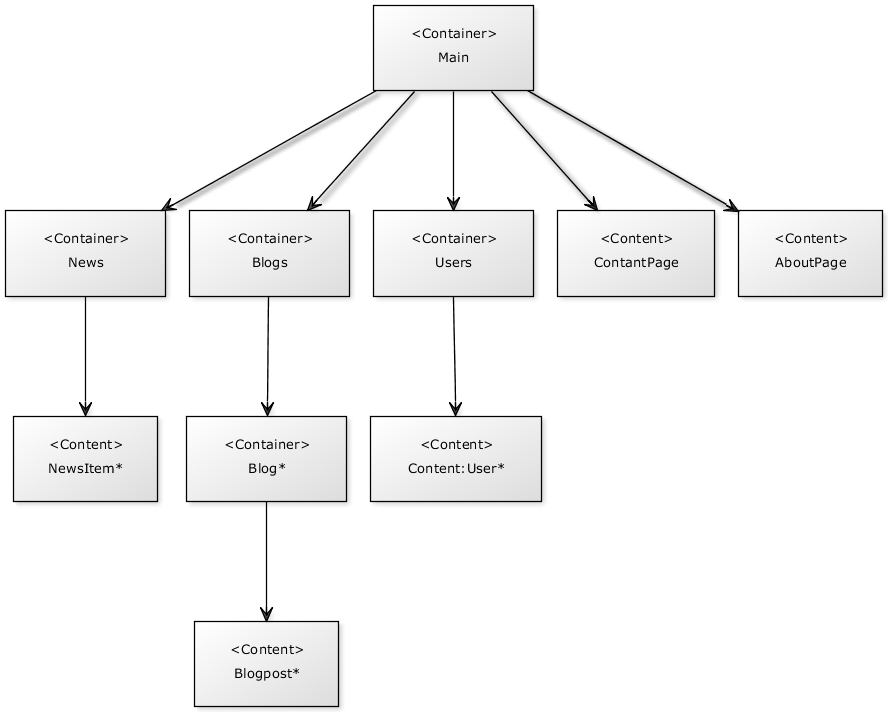 <Container>
Main
<Container>
News
<Container>
Blogs
<Container>
Users
<Content>
ContantPage
<Content>
AboutPage
<Content>
NewsItem*
<Container>
Blog*
<Content>
Content:User*
<Content>
Blogpost*